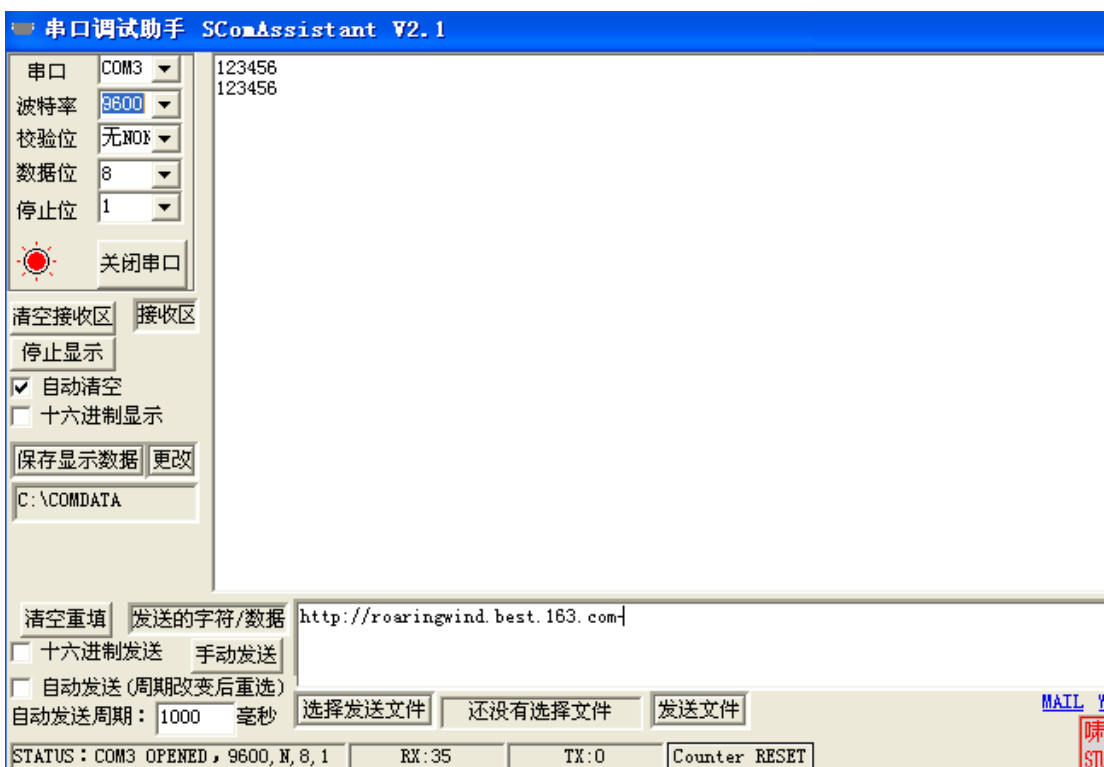 串口调试助手 SComAssistant V2.1
串口 COM3
波特率 9600
校验位 无NON
数据位 8
停止位 1
关闭串口
清空接收区 接收区
停止显示
自动清空
十六进制显示
保存显示数据 更改
C:\COMDATA
123456
123456
清空重填 发送的字符/数据 http://roaringwind.best.163.com
十六进制发送 手动发送
自动发送(周期改变后重选)
自动发送周期: 1000 毫秒 选择发送文件 还没有选择文件 发送文件
MAIL
STATUS:COM3 OPENED,9600,N,8,1 RX:35 TX:0 Counter RESET